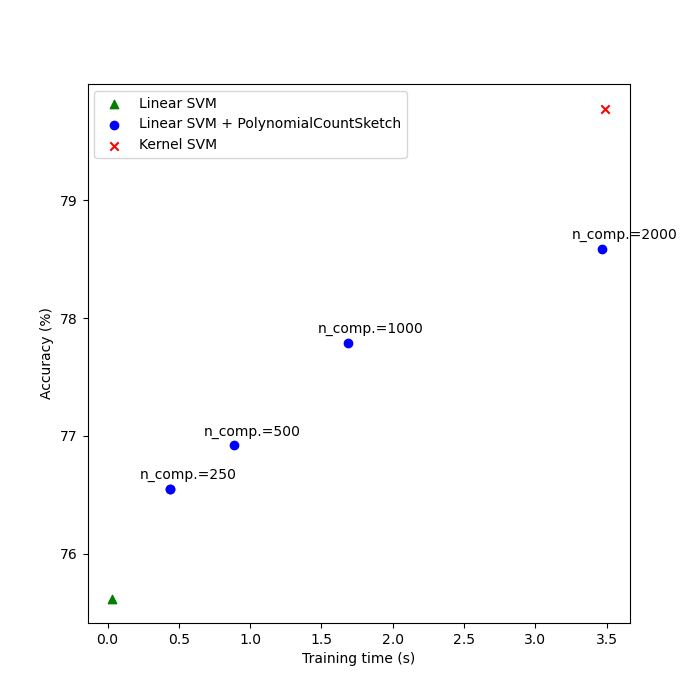 Linear SVM
Linear SVM + PolynomialCountSketch
Kernel SVM
n_comp.=2000
n_comp.=1000
n_comp.=500
n_comp.=250
79
78
77
76
Accuracy (%)
0.0 0.5 1.0 1.5 2.0 2.5 3.0 3.5
Training time (s)